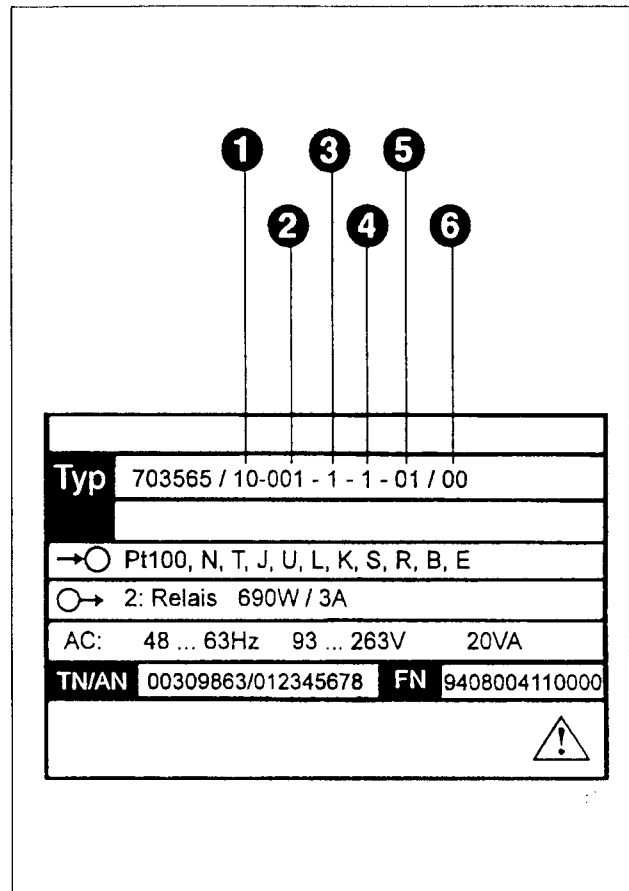 1 3 5
2 4 6
Typ 703565 / 10-001 - 1 - 1 - 01 / 00
Pt100, N, T, J, U, L, K, S, R, B, E
2: Relais 690W / 3A
AC: 48 ... 63Hz 93 ... 263V 20VA
TN/AN 00309863/012345678 FN 9408004110000
!